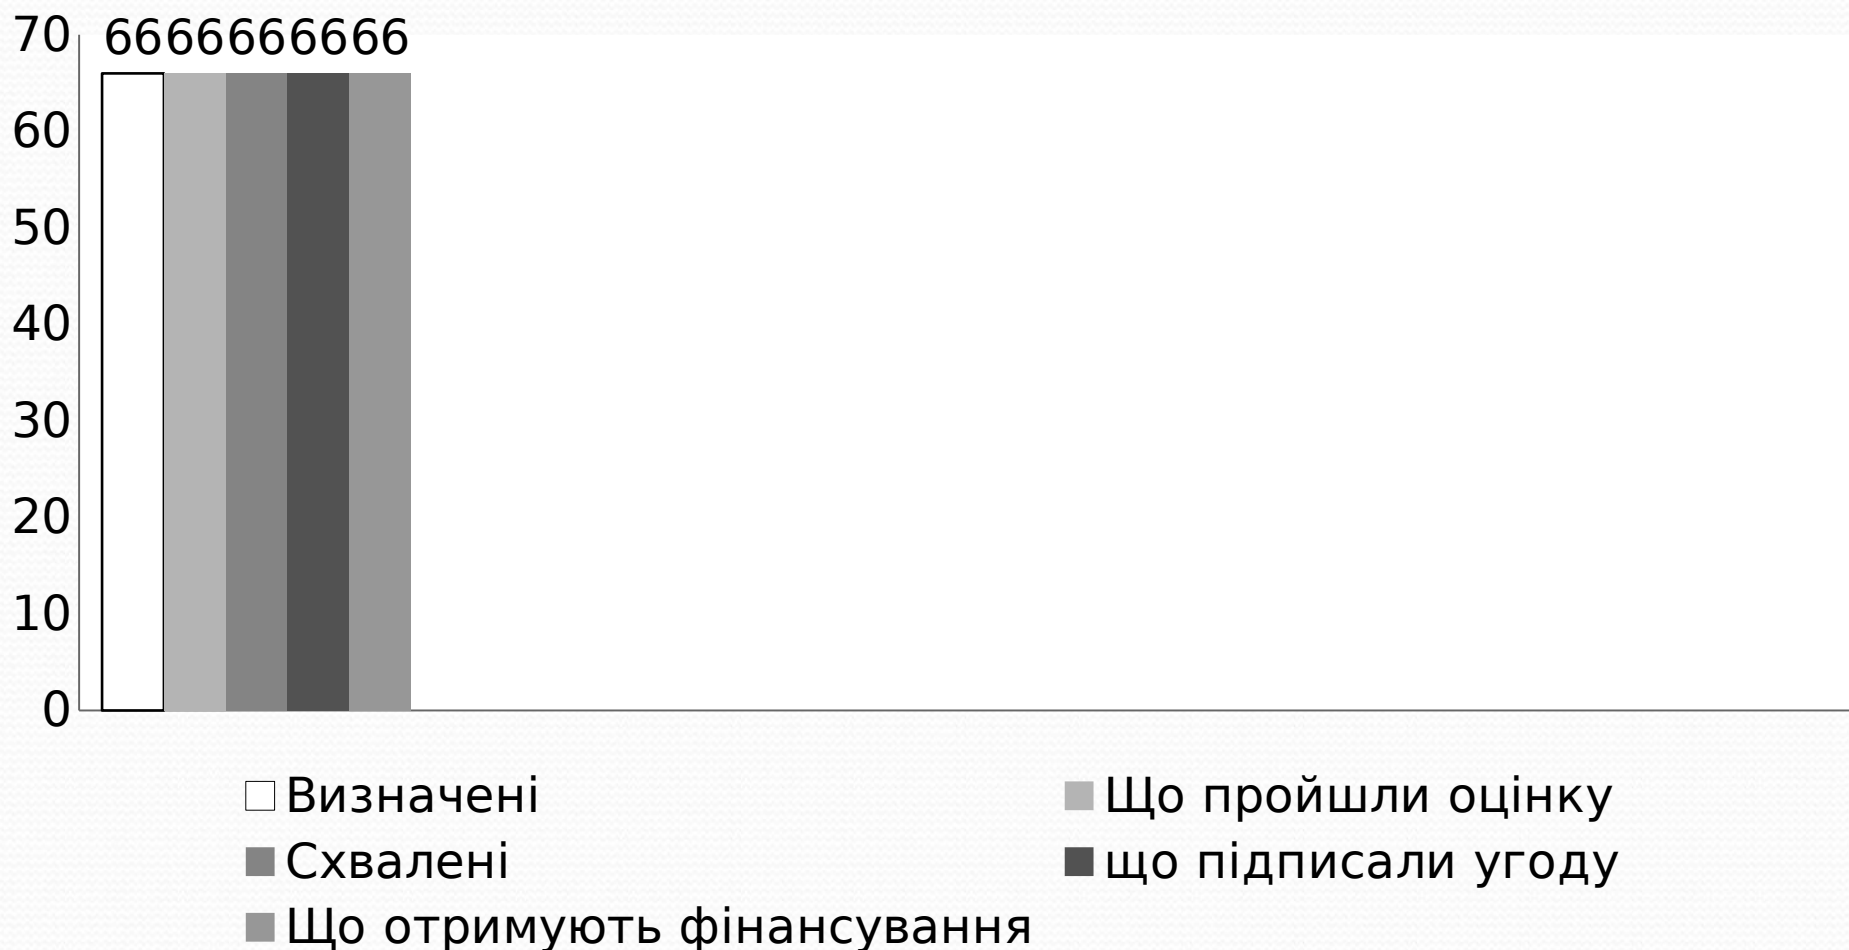 70
6666666666
60
50
40
30
20
10
0
Визначені
Що пройшли оцінку
Схвалені
що підписали угоду
Що отримують фінансування